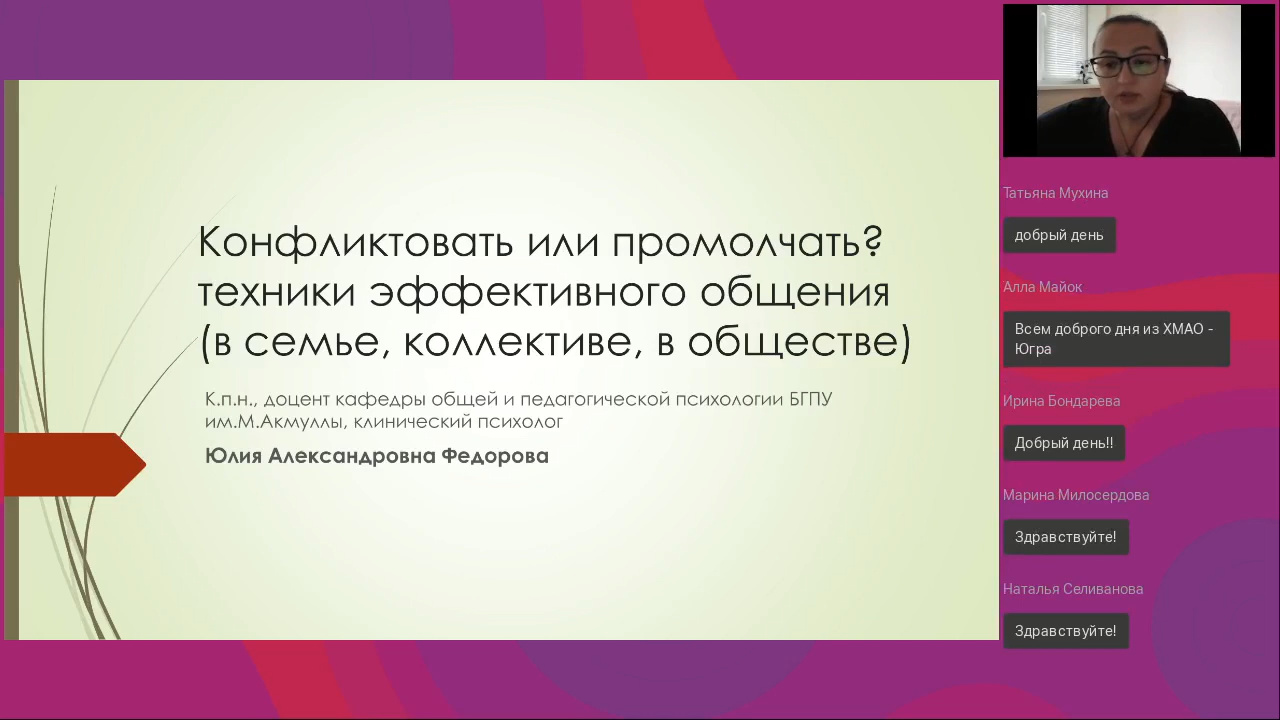 Конфликтовать или промолчать?
техники эффективного общения
(в семье, коллективе, в обществе)
К.п.н., доцент кафедры общей и педагогической психологии БГПУ
им.М.Акмуллы, клинический психолог
Юлия Александровна Федорова
Татьяна Мухина
добрый день
Алла Майок
Всем доброго дня из ХМАО -
Югра
Ирина Бондарева
Добрый день!!
Марина Милосердова
Здравствуйте!
Наталья Селиванова
Здравствуйте!